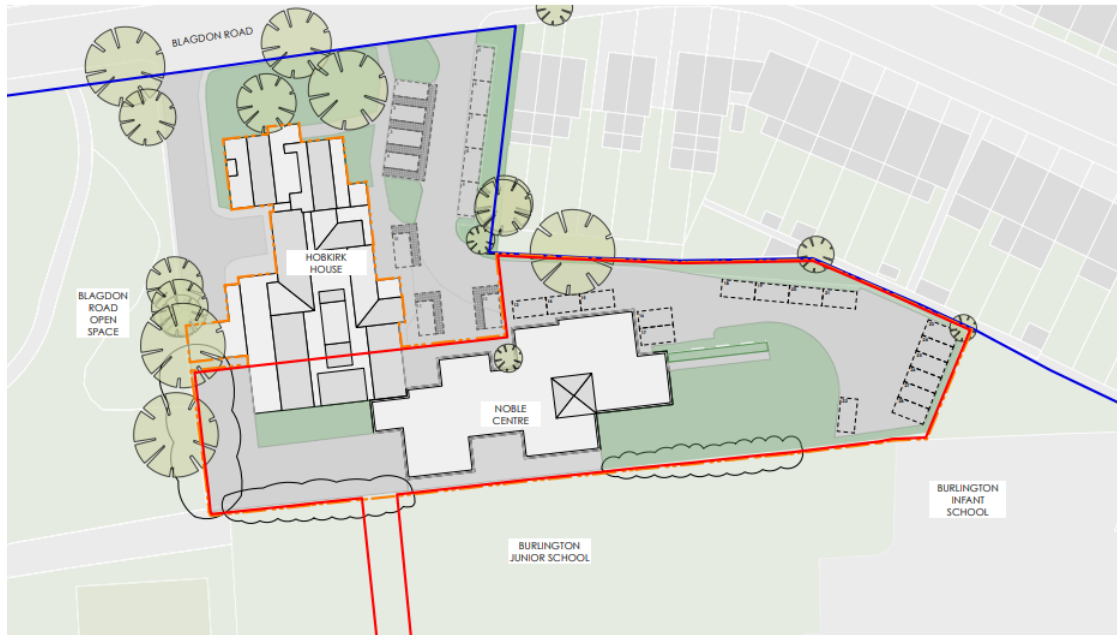 BLAGDON ROAD
HOBKIRK
HOUSE
BLAGDON
ROAD
OPEN
SPACE
NOBLE
CENTRE
BURLINGTON
INFANT
SCHOOL
BURLINGTON
JUNIOR SCHOOL